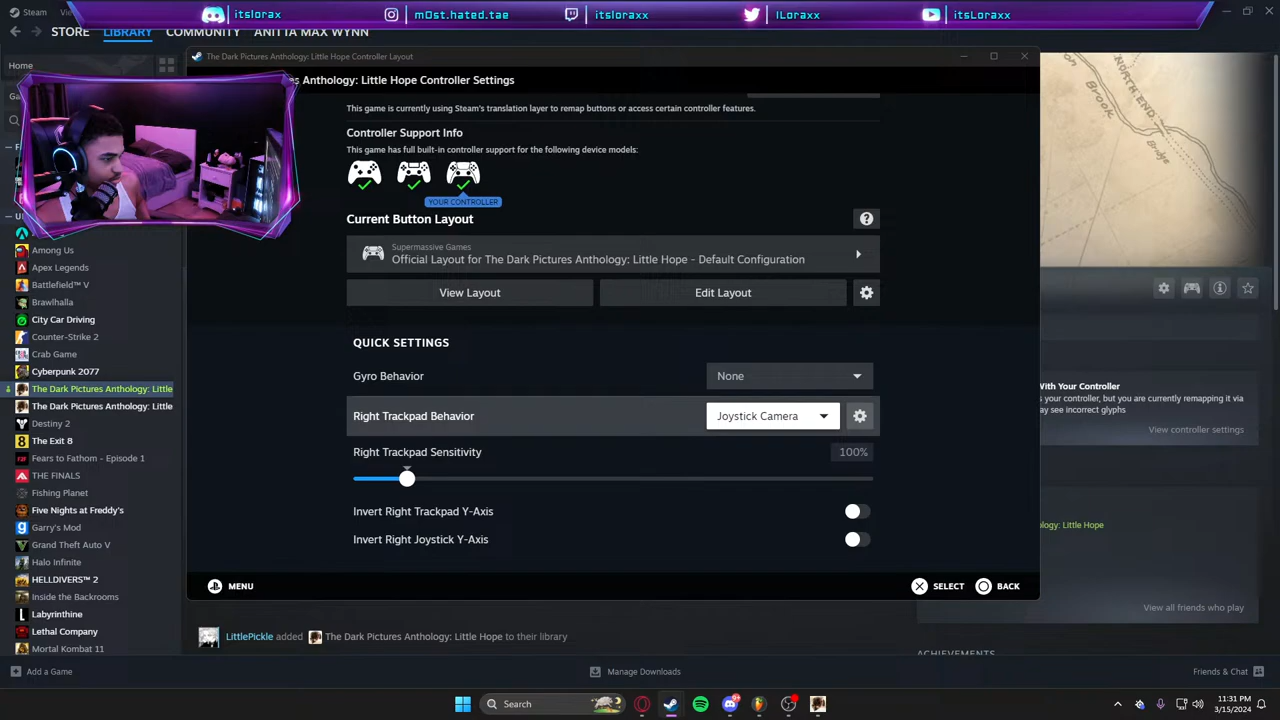 Steam
View
itslorax
m0st.hated.tae
itsloraxx
ILoraxx
itsLoraxx
STORE
LIBRARY
COMMUNITY
ANITTA MAX WYNN
Home
The Dark Pictures Anthology: Little Hope Controller Layout
Anthology: Little Hope Controller Settings
This game is currently using Steam's translation layer to remap buttons or access certain controller features.
Controller Support Info
This game has full built-in controller support for the following device models:
YOUR CONTROLLER
Current Button Layout
Supermassive Games
Official Layout for The Dark Pictures Anthology: Little Hope - Default Configuration
View Layout
Edit Layout
QUICK SETTINGS
Gyro Behavior
None
Right Trackpad Behavior
Joystick Camera
Right Trackpad Sensitivity
100%
Invert Right Trackpad Y-Axis
Invert Right Joystick Y-Axis
MENU
SELECT
BACK
Among Us
Apex Legends
Battlefield™ V
Brawlhalla
City Car Driving
Counter-Strike 2
Crab Game
Cyberpunk 2077
The Dark Pictures Anthology: Little
The Dark Pictures Anthology: Little
Destiny 2
The Exit 8
Fears to Fathom - Episode 1
THE FINALS
Fishing Planet
Five Nights at Freddy's
Garry's Mod
Grand Theft Auto V
Halo Infinite
HELLDIVERS™ 2
Inside the Backrooms
Labyrinthine
Lethal Company
Mortal Kombat 11
NORTH END
Brook
Bridge
With Your Controller
s your controller, but you are currently remapping it via
ay see incorrect glyphs
View controller settings
ology: Little Hope
View all friends who play
ACHIEVEMENTS
LittlePickle added The Dark Pictures Anthology: Little Hope to their library
Add a Game
Manage Downloads
Friends & Chat
Search
11:31 PM
3/15/2024